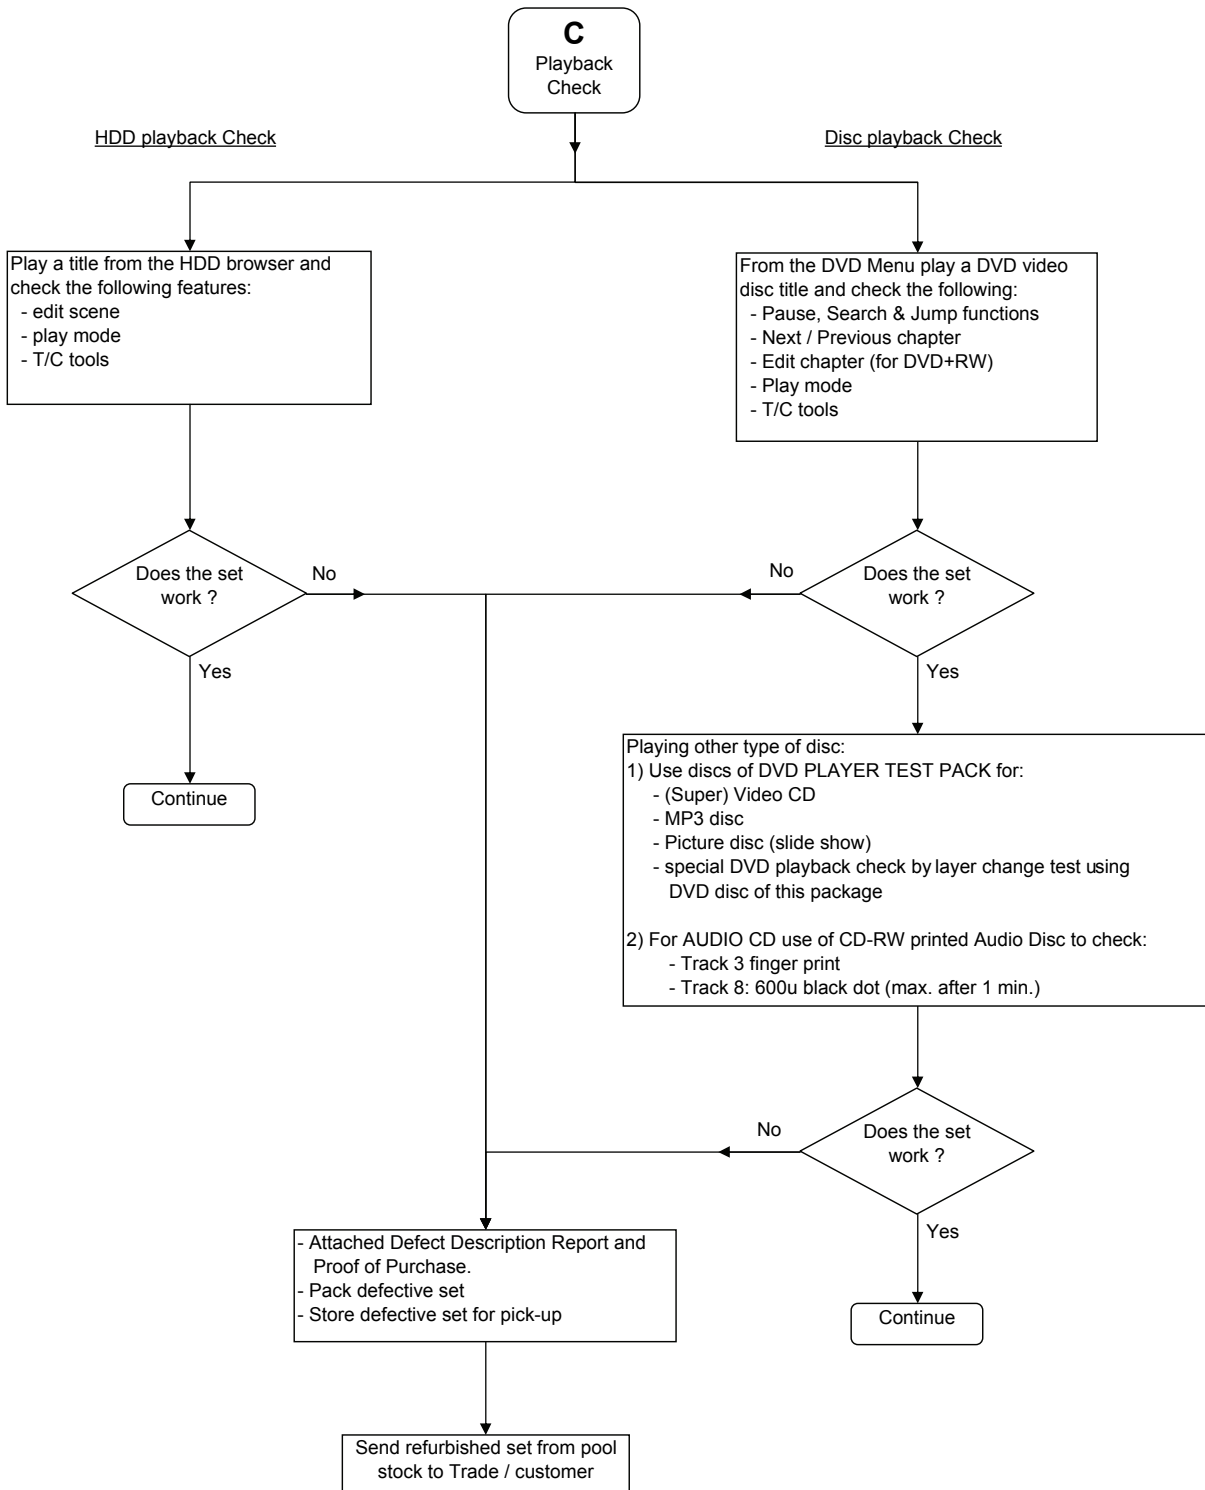 C
Playback
Check
HDD playback Check
Disc playback Check
Play a title from the HDD browser and
check the following features:
- edit scene
- play mode
- T/C tools
From the DVD Menu play a DVD video
disc title and check the following:
- Pause, Search & Jump functions
- Next / Previous chapter
- Edit chapter (for DVD+RW)
- Play mode
- T/C tools
Does the set
work ?
No
Yes
Continue
No
Does the set
work ?
Yes
Playing other type of disc:
1) Use discs of DVD PLAYER TEST PACK for:
- (Super) Video CD
- MP3 disc
- Picture disc (slide show)
- special DVD playback check by layer change test using
DVD disc of this package
2) For AUDIO CD use of CD-RW printed Audio Disc to check:
- Track 3 finger print
- Track 8: 600u black dot (max. after 1 min.)
No
Does the set
work ?
Yes
Continue
- Attached Defect Description Report and
Proof of Purchase.
- Pack defective set
- Store defective set for pick-up
Send refurbished set from pool
stock to Trade / customer